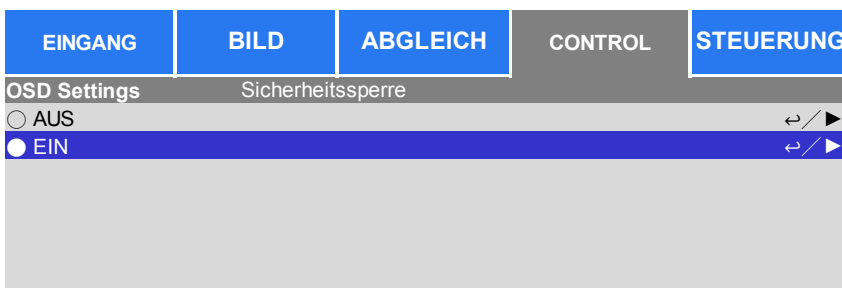 EINGANG BILD ABGLEICH CONTROL STEUERUNG
OSD Settings Sicherheitssperre
○ AUS ↩/▶
● EIN ↩/▶